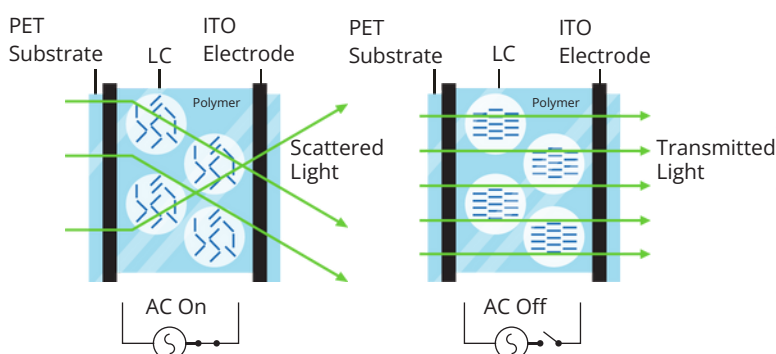 PET
Substrate
LC
ITO
Electrode
Polymer
Scattered
Light
AC On
PET
Substrate
LC
ITO
Electrode
Polymer
Transmitted
Light
AC Off